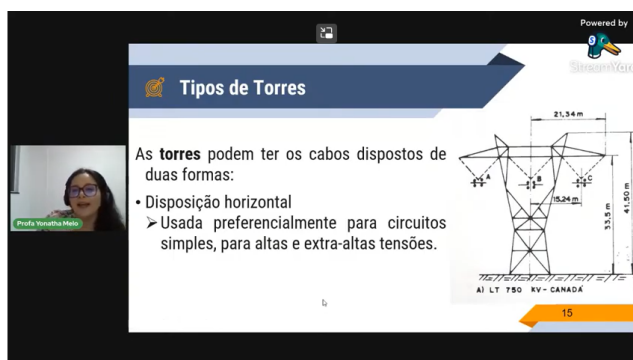 Powered by
StreamYard
Tipos de Torres
As torres podem ter os cabos dispostos de
duas formas:
• Disposição horizontal
➢ Usada preferencialmente para circuitos
simples, para altas e extra-altas tensões.
Profa Yonatha Melo
21,34 m
A
B
C
15,24 m
33,5 m
41,50 m
A) LT 750 KV - CANADÁ
15